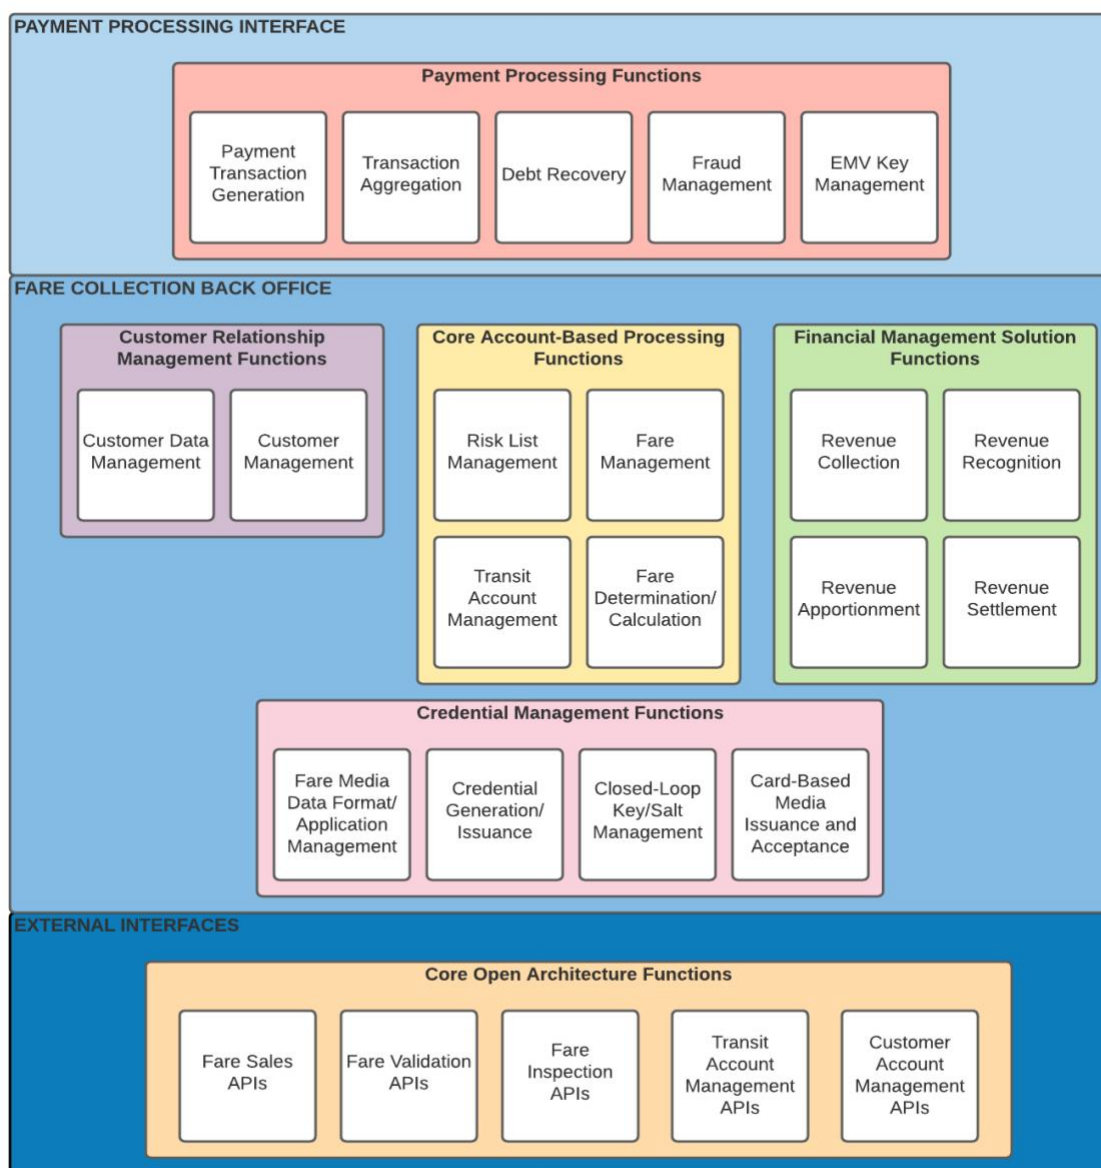 PAYMENT PROCESSING INTERFACE
Payment Processing Functions
Payment
Transaction
Generation
Transaction
Aggregation
Debt Recovery
Fraud
Management
EMV Key
Management
FARE COLLECTION BACK OFFICE
Customer Relationship
Management Functions
Customer Data
Management
Customer
Management
Core Account-Based Processing
Functions
Risk List
Management
Fare
Management
Transit
Account
Management
Fare
Determination/
Calculation
Financial Management Solution
Functions
Revenue
Collection
Revenue
Recognition
Revenue
Apportionment
Revenue
Settlement
Credential Management Functions
Fare Media
Data Format/
Application
Management
Credential
Generation/
Issuance
Closed-Loop
Key/Salt
Management
Card-Based
Media
Issuance and
Acceptance
EXTERNAL INTERFACES
Core Open Architecture Functions
Fare Sales
APIs
Fare Validation
APIs
Fare
Inspection
APIs
Transit
Account
Management
APIs
Customer
Account
Management
APIs